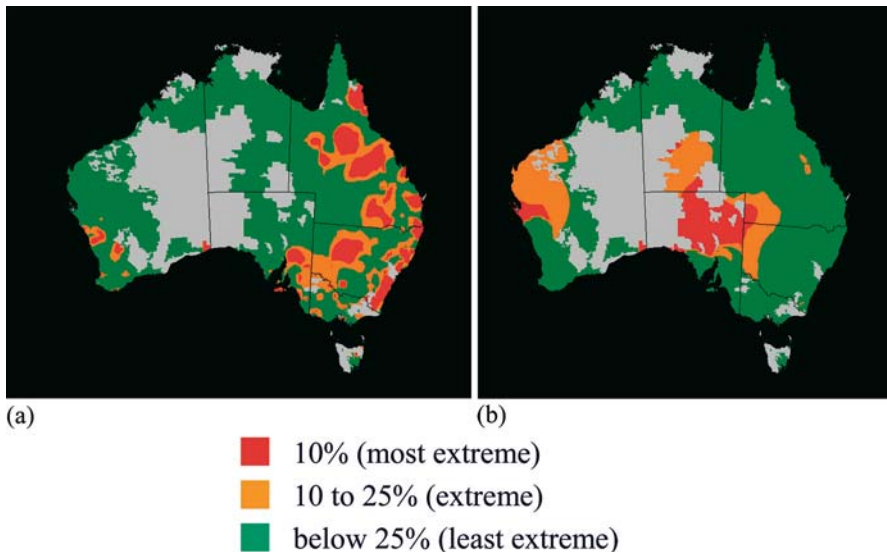 (a)
(b)
10% (most extreme)
10 to 25% (extreme)
below 25% (least extreme)